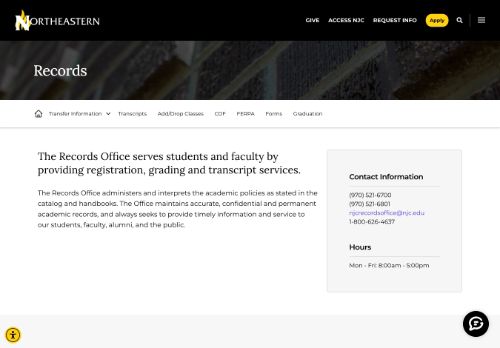 NORTHEASTERN
GIVE ACCESS NJC REQUEST INFO Apply
Records
Transfer Information Transcripts Add/Drop Classes COF FERPA Forms Graduation
The Records Office serves students and faculty by
providing registration, grading and transcript services.
The Records Office administers and interprets the academic policies as stated in the
catalog and handbooks. The Office maintains accurate, confidential and permanent
academic records, and always seeks to provide timely information and service to
our students, faculty, alumni, and the public.
Contact Information
(970) 521-6700
(970) 521-6801
njcrecordsoffice@njc.edu
1-800-626-4637
Hours
Mon - Fri: 8:00am - 5:00pm